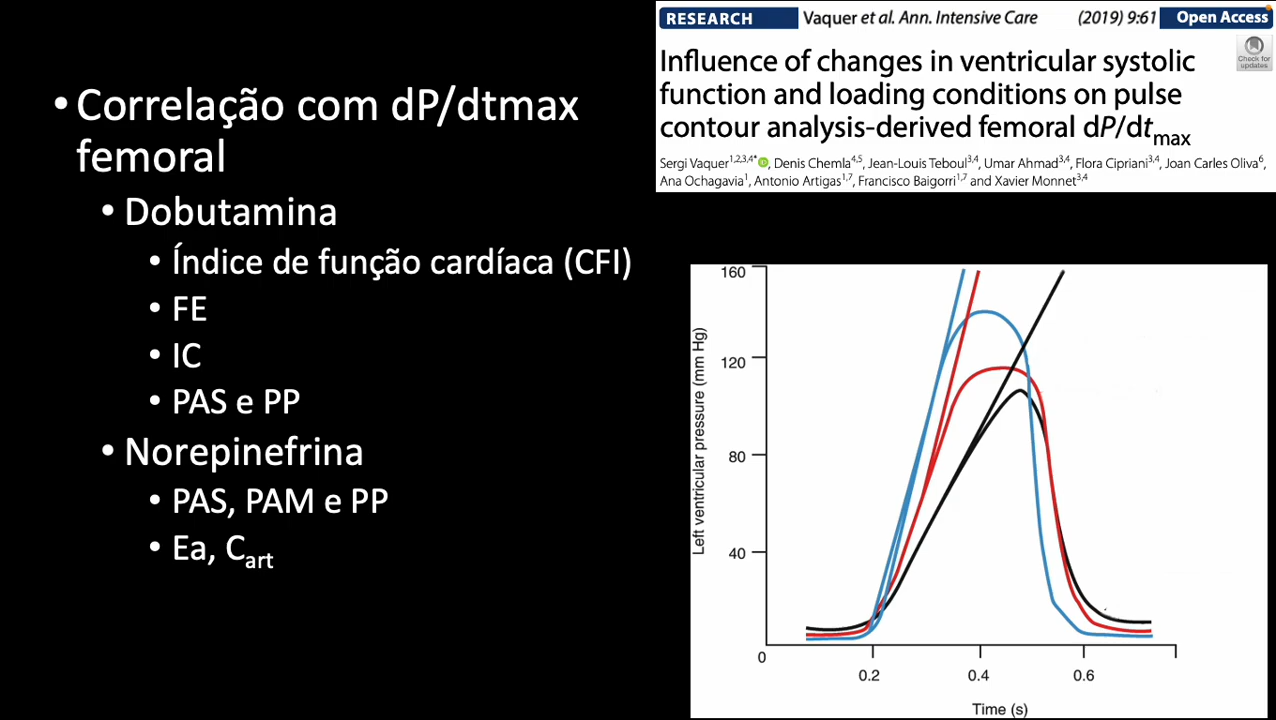 • Correlação com dP/dtmax
femoral
• Dobutamina
• Índice de função cardíaca (CFI)
• FE
• IC
• PAS e PP
• Norepinefrina
• PAS, PAM e PP
• Ea, Cart
RESEARCH
Vaquer et al. Ann. Intensive Care (2019) 9:61
Open Access
Check for
updates
Influence of changes in ventricular systolic
function and loading conditions on pulse
contour analysis-derived femoral dP/dtmax
Sergi Vaquer1,2,3,4*, Denis Chemla4,5, Jean-Louis Teboul3,4, Umar Ahmad3,4, Flora Cipriani3,4, Joan Carles Oliva6,
Ana Ochagavia1, Antonio Artigas1,7, Francisco Baigorri1,7 and Xavier Monnet3,4
Left ventricular pressure (mm Hg)
160
120
80
40
0
0.2 0.4 0.6
Time (s)